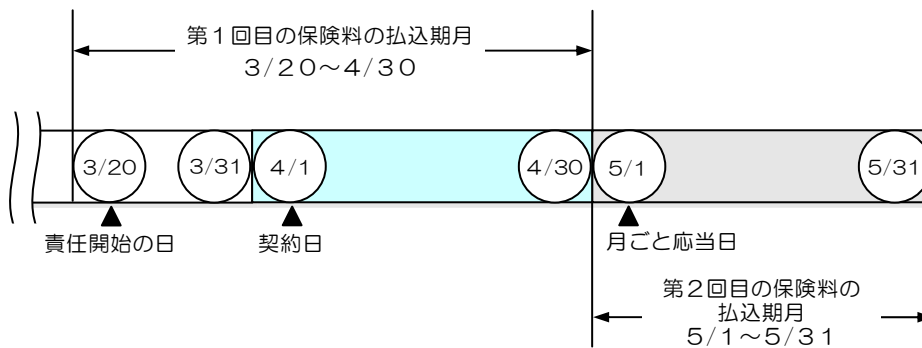 第1回目の保険料の払込期月
3/20～4/30
3/20
3/31
4/1
4/30
5/1
5/31
責任開始の日
契約日
月ごと応当日
第2回目の保険料の
払込期月
5/1～5/31